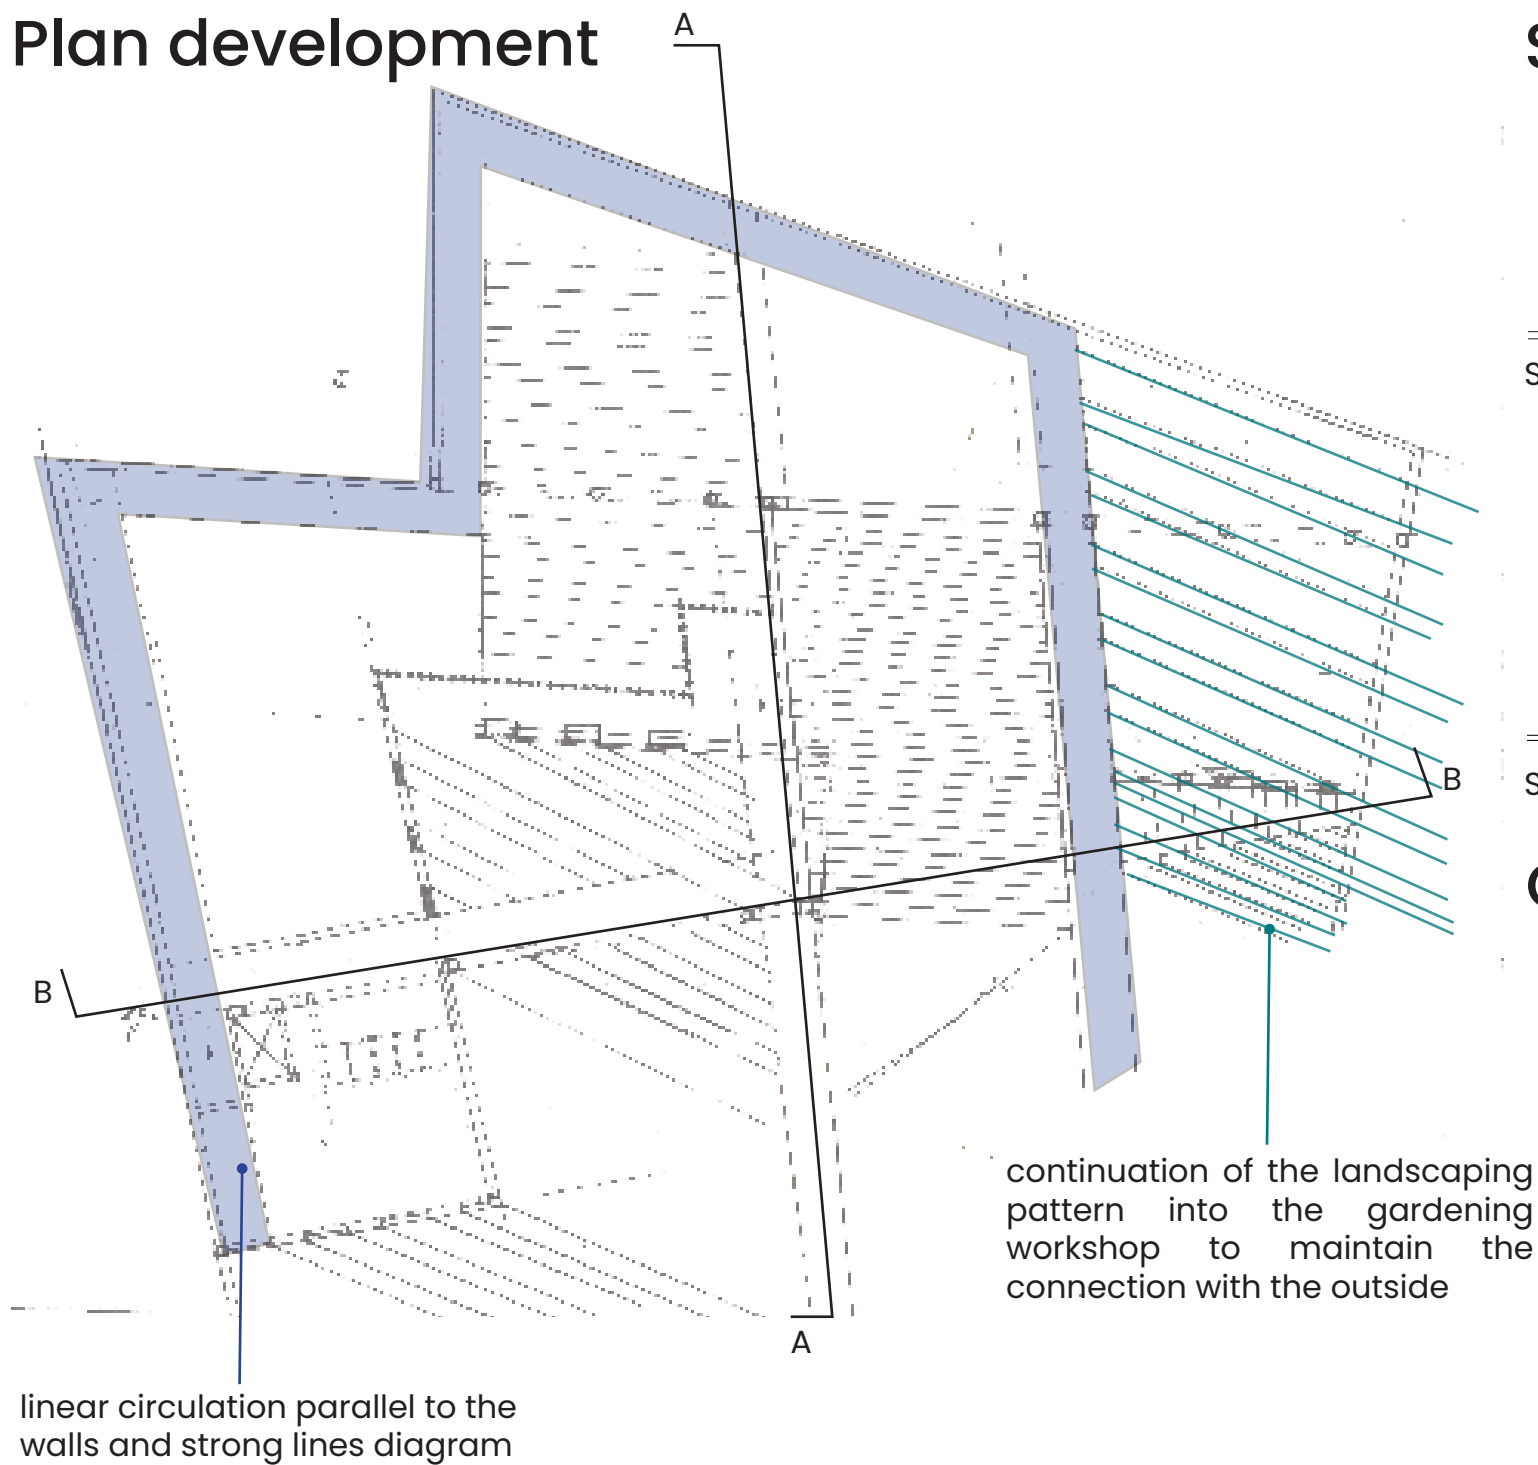 Plan development
A
B
B
continuation of the landscaping
pattern into the gardening
workshop to maintain the
connection with the outside
A
linear circulation parallel to the
walls and strong lines diagram